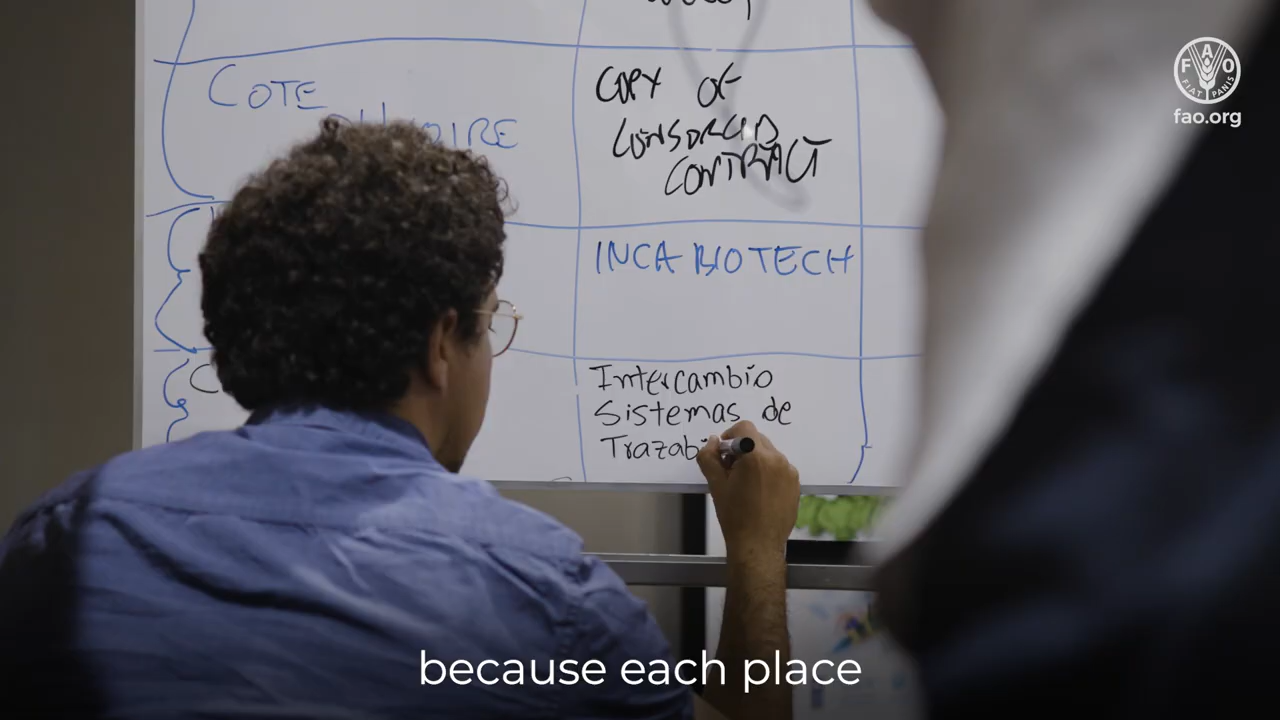 COTE
COPY OF
CONSORCIO
CONTRACT
INCA BIOTECH
Intercambio
Sistemas de
FAO
FIAT PANIS
fao.org
because each place